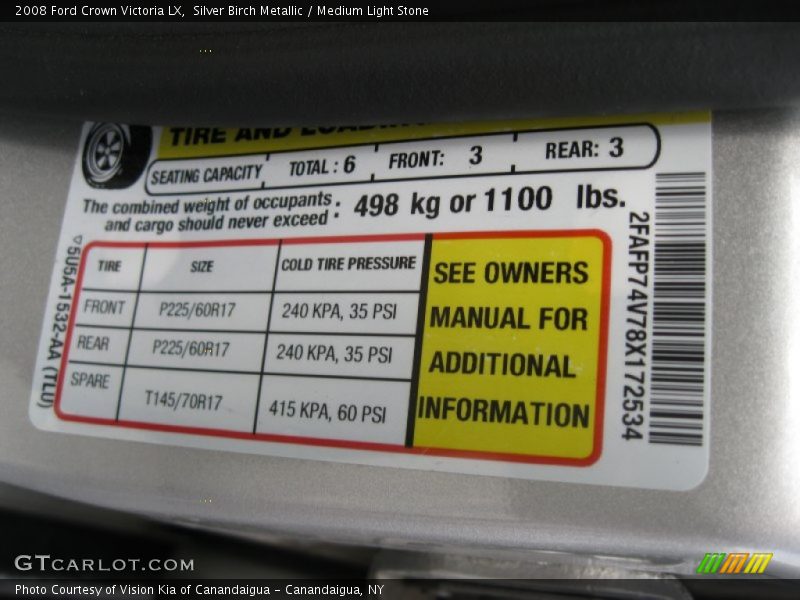 2008 Ford Crown Victoria LX, Silver Birch Metallic / Medium Light Stone
TIRE AND LOADING
SEATING CAPACITY TOTAL : 6 FRONT: 3 REAR: 3
The combined weight of occupants
and cargo should never exceed : 498 kg or 1100 lbs.
TIRE SIZE COLD TIRE PRESSURE
FRONT P225/60R17 240 KPA, 35 PSI
REAR P225/60R17 240 KPA, 35 PSI
SPARE T145/70R17 415 KPA, 60 PSI
SEE OWNERS
MANUAL FOR
ADDITIONAL
INFORMATION
5U5A-1532-AA (TLU)
2FAFP74V78X172534
GTCARLOT.COM
Photo Courtesy of Vision Kia of Canandaigua - Canandaigua, NY